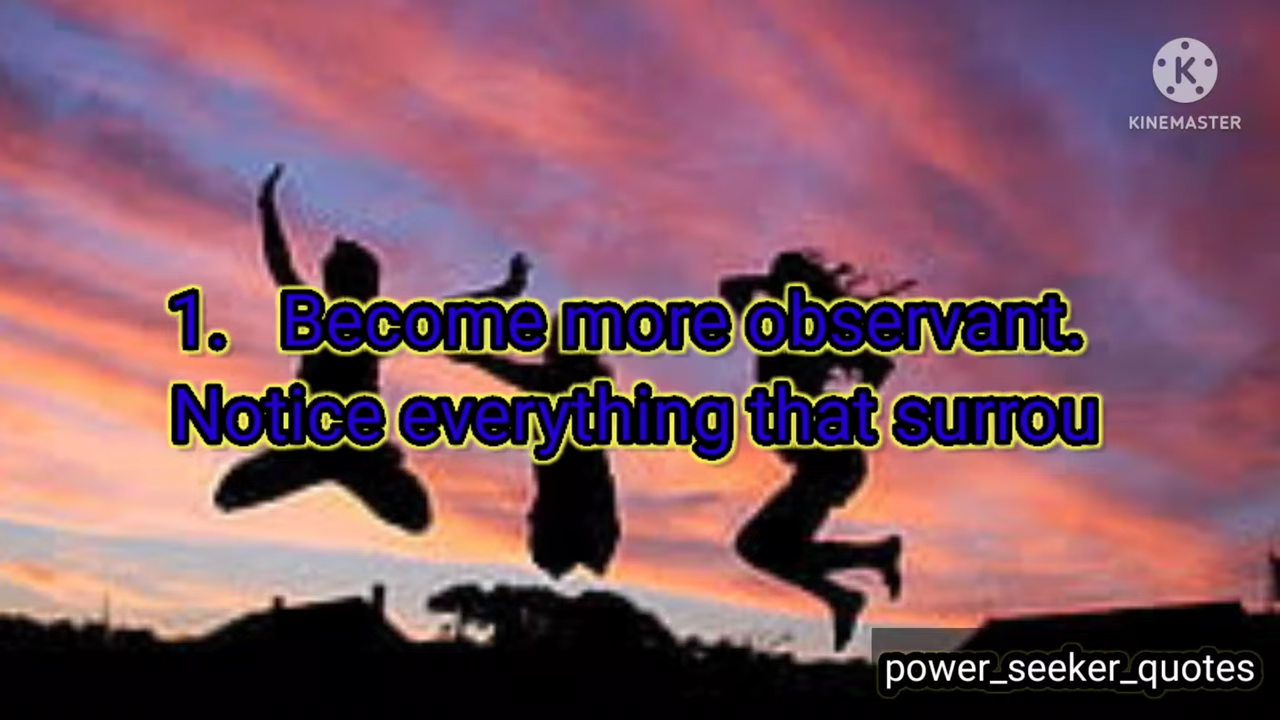 KINEMASTER
1. Become more observant.
Notice everything that surrou
power_seeker_quotes